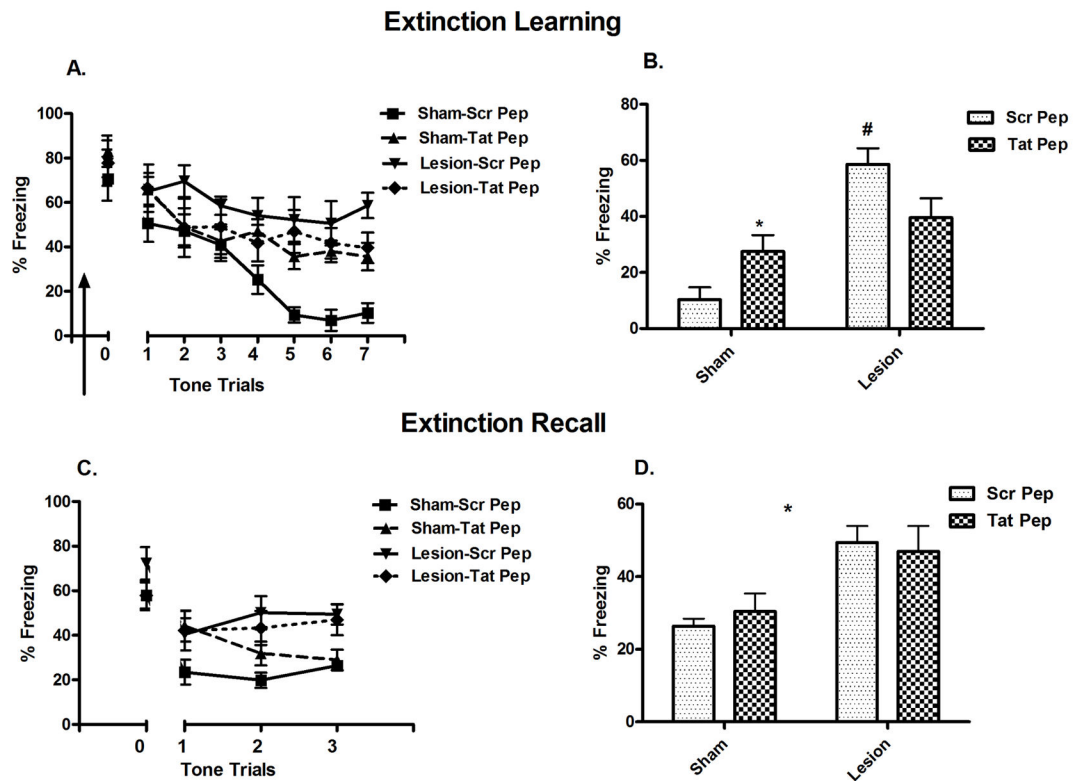 Extinction Learning
A.
% Freezing
100
80
60
40
20
0
0 1 2 3 4 5 6 7
Tone Trials
Sham-Scr Pep
Sham-Tat Pep
Lesion-Scr Pep
Lesion-Tat Pep
B.
% Freezing
80
60
40
20
0
*
#
Sham
Lesion
Scr Pep
Tat Pep
Extinction Recall
C.
% Freezing
100
80
60
40
20
0
0 1 2 3
Tone Trials
Sham-Scr Pep
Sham-Tat Pep
Lesion-Scr Pep
Lesion-Tat Pep
D.
% Freezing
60
40
20
0
*
Sham
Lesion
Scr Pep
Tat Pep